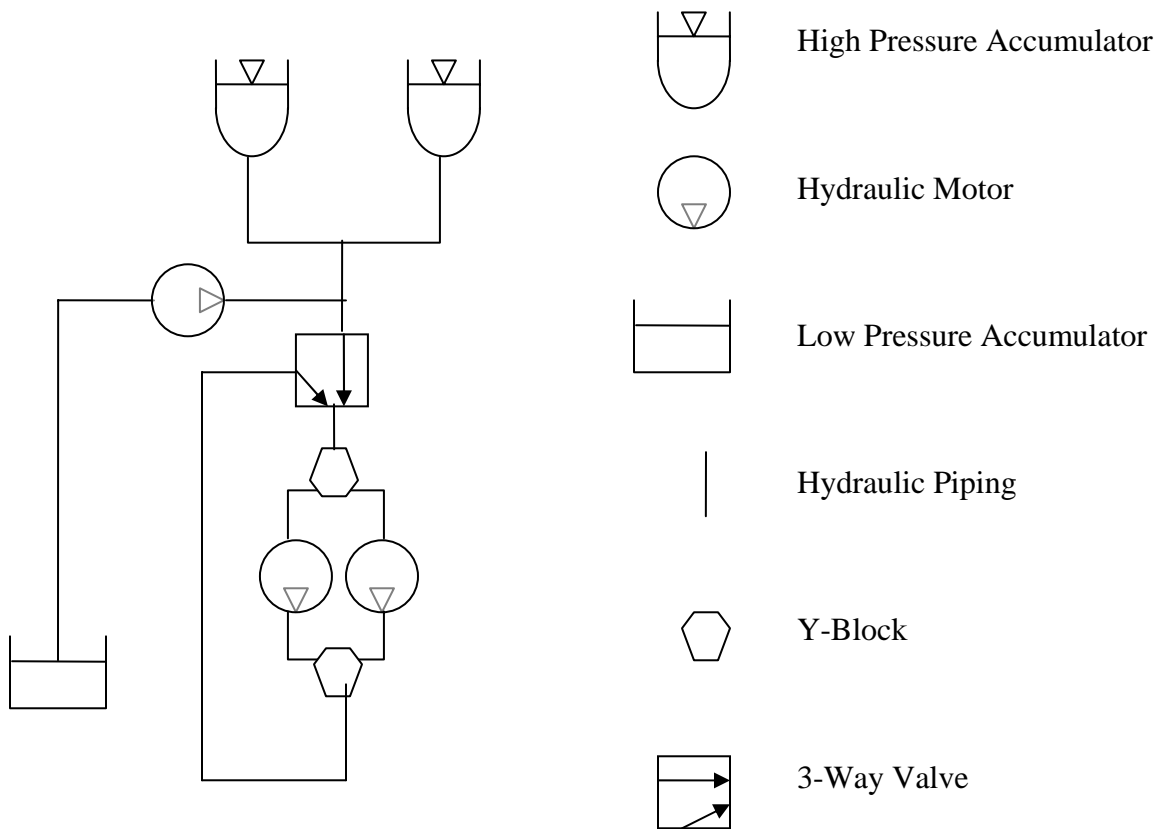 High Pressure Accumulator
Hydraulic Motor
Low Pressure Accumulator
Hydraulic Piping
Y-Block
3-Way Valve